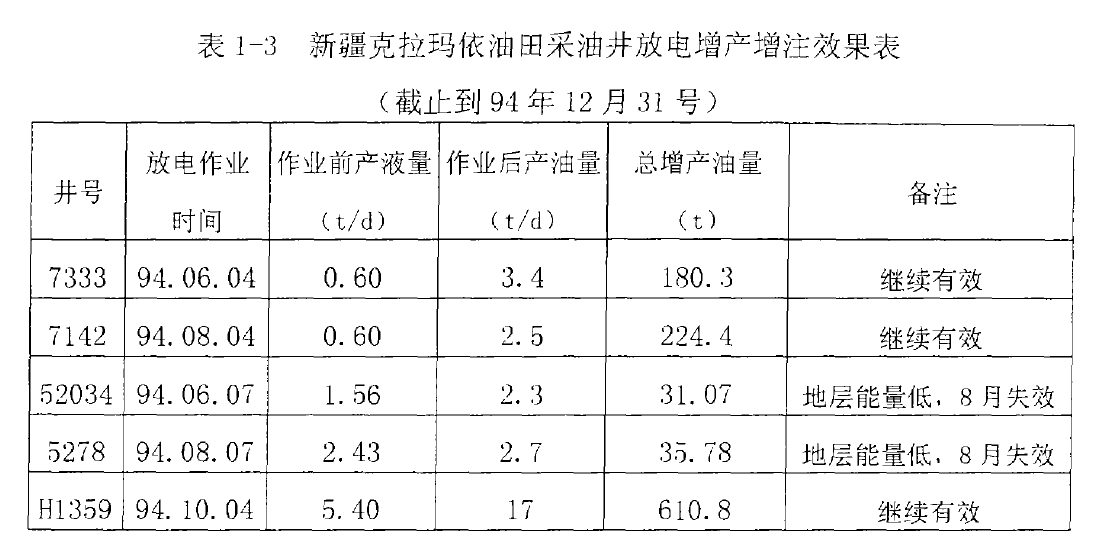 表 1-3 新疆克拉玛依油田采油井放电增产增注效果表
（截止到 94 年 12 月 31 号）
井号 放电作业时间 作业前产液量（t/d） 作业后产油量（t/d） 总增产油量（t） 备注
7333 94.06.04 0.60 3.4 180.3 继续有效
7142 94.08.04 0.60 2.5 224.4 继续有效
52034 94.06.07 1.56 2.3 31.07 地层能量低，8 月失效
5278 94.08.07 2.43 2.7 35.78 地层能量低，8 月失效
H1359 94.10.04 5.40 17 610.8 继续有效